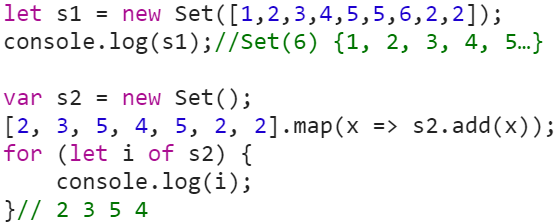 let s1 = new Set([1,2,3,4,5,5,6,2,2]);
console.log(s1);//Set(6) {1, 2, 3, 4, 5…}
var s2 = new Set();
[2, 3, 5, 4, 5, 2, 2].map(x => s2.add(x));
for (let i of s2) {
    console.log(i);
}// 2 3 5 4